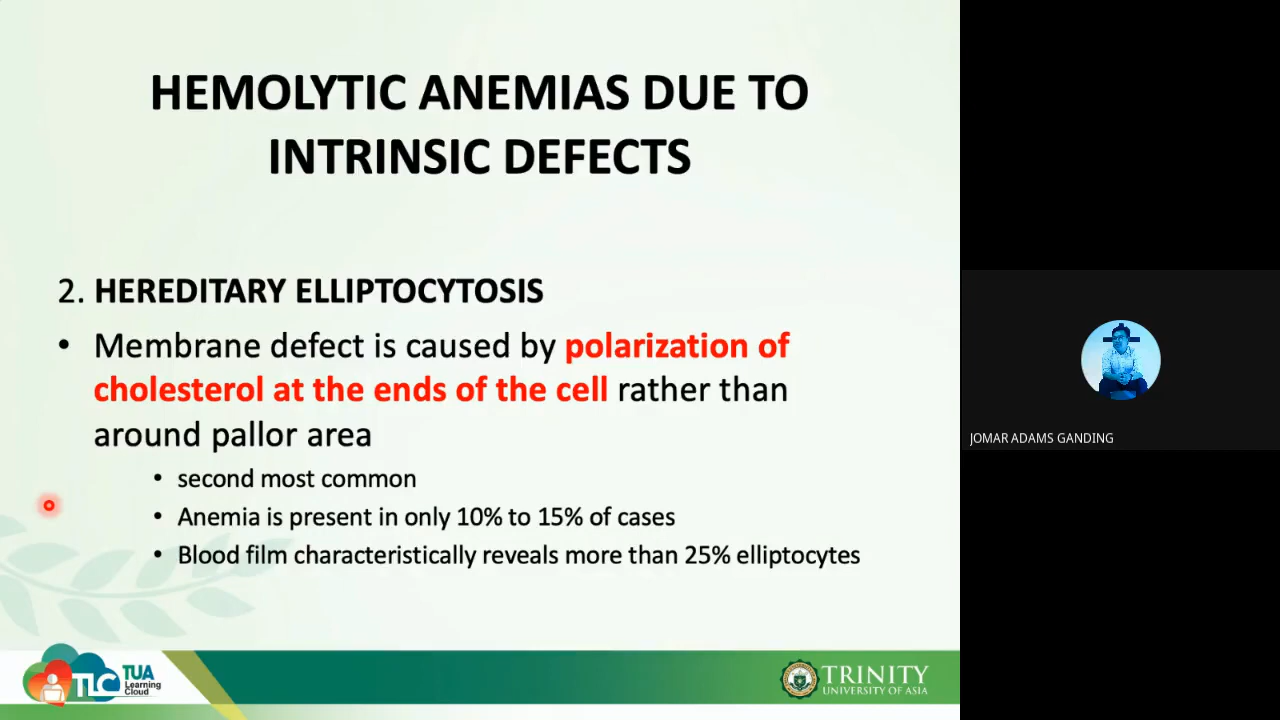 HEMOLYTIC ANEMIAS DUE TO
INTRINSIC DEFECTS
2. HEREDITARY ELLIPTOCYTOSIS
• Membrane defect is caused by polarization of
cholesterol at the ends of the cell rather than
around pallor area
• second most common
• Anemia is present in only 10% to 15% of cases
• Blood film characteristically reveals more than 25% elliptocytes
JOMAR ADAMS GANDING
TLC TUA
Learning
Cloud
TRINITY
UNIVERSITY OF ASIA